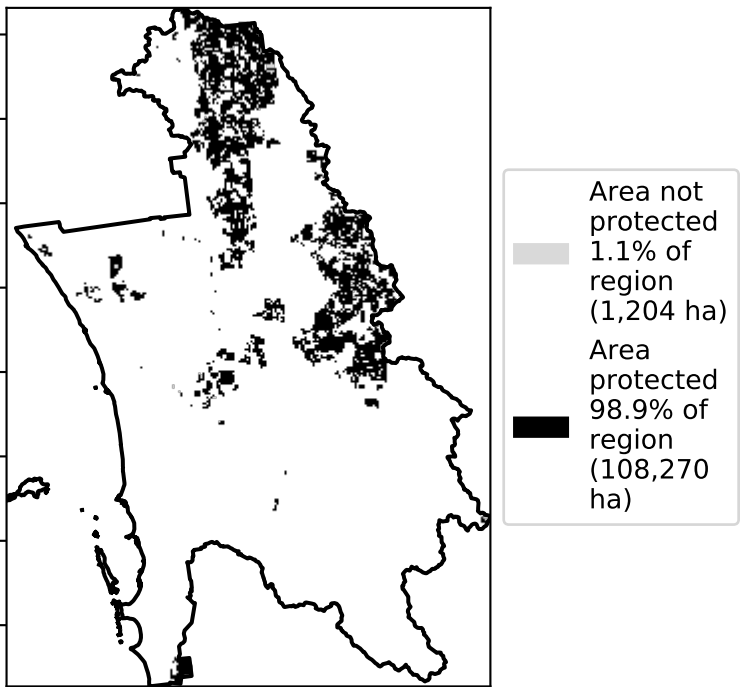 Area not
protected
1.1% of
region
(1,204 ha)
Area
protected
98.9% of
region
(108,270
ha)